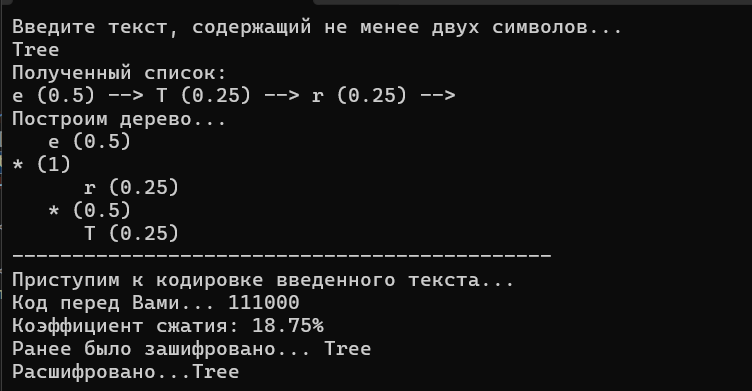 Введите текст, содержащий не менее двух символов...
Tree
Полученный список:
e (0.5) --> T (0.25) --> r (0.25) -->
Построим дерево...
   e (0.5)
* (1)
      r (0.25)
   * (0.5)
      T (0.25)
---------------------------------------------
Приступим к кодировке введенного текста...
Код перед Вами... 111000
Коэффициент сжатия: 18.75%
Ранее было зашифровано... Tree
Расшифровано...Tree